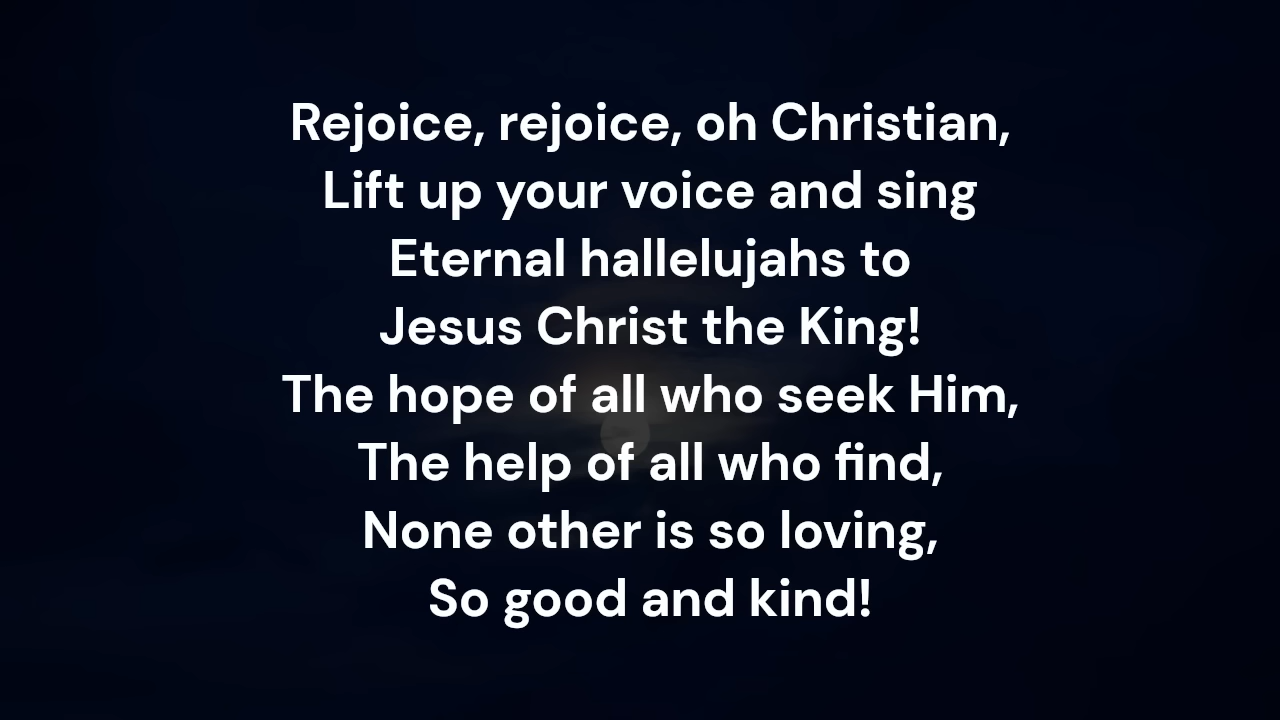 Rejoice, rejoice, oh Christian,
Lift up your voice and sing
Eternal hallelujahs to
Jesus Christ the King!
The hope of all who seek Him,
The help of all who find,
None other is so loving,
So good and kind!